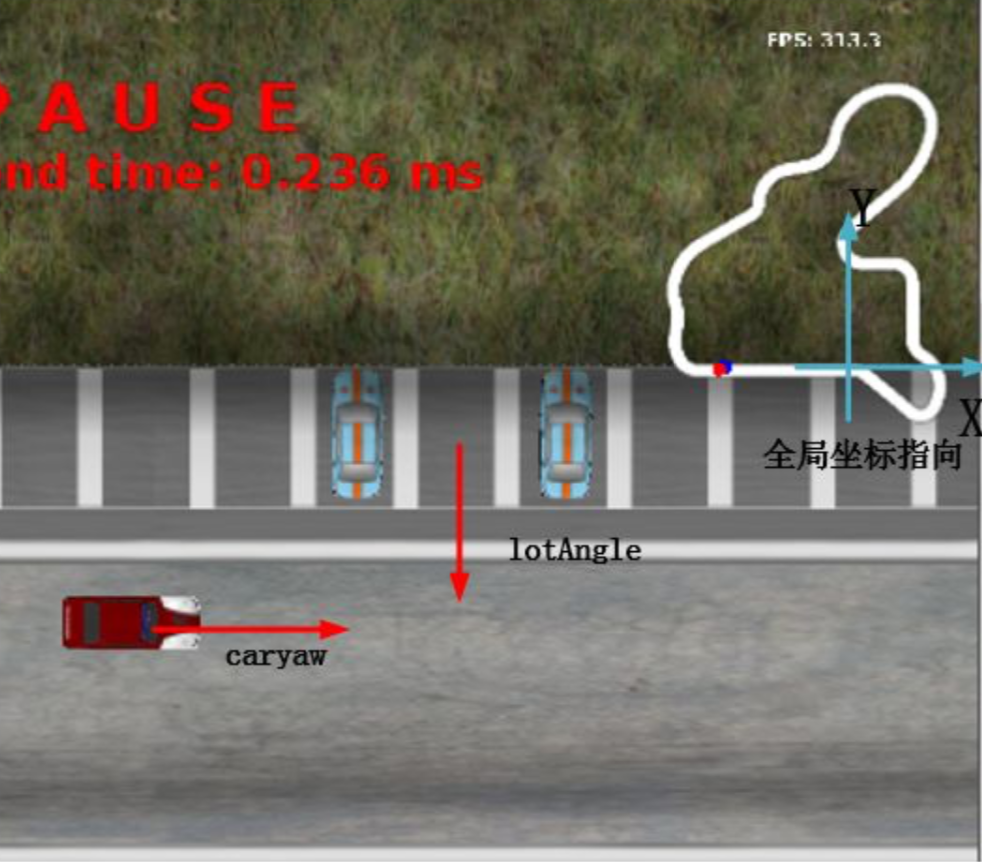 FPS: 313.3
P A U S E
nd time: 0.236 ms
Y
X
全局坐标指向
lotAngle
caryaw